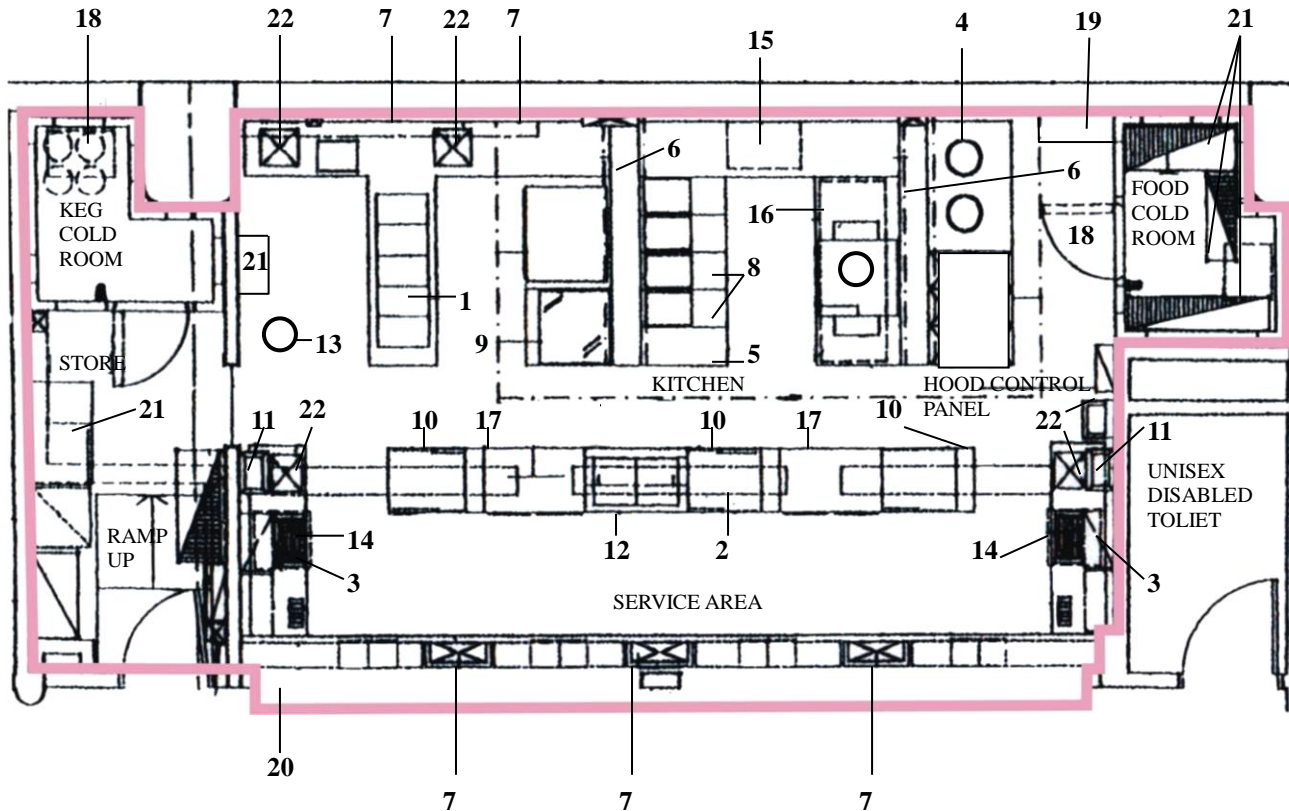 18 7 22 22 7 4 15 19 21
6
6
KEG
COLD
ROOM
FOOD
COLD
ROOM
16
18
21
8
1
13
9
5
STORE
KITCHEN
HOOD CONTROL
PANEL
21
11
22
10
17
10
17
10
22
11
UNISEX
DISABLED
TOLIET
RAMP
UP
14
3
12
2
14
3
SERVICE AREA
20
7
7
7